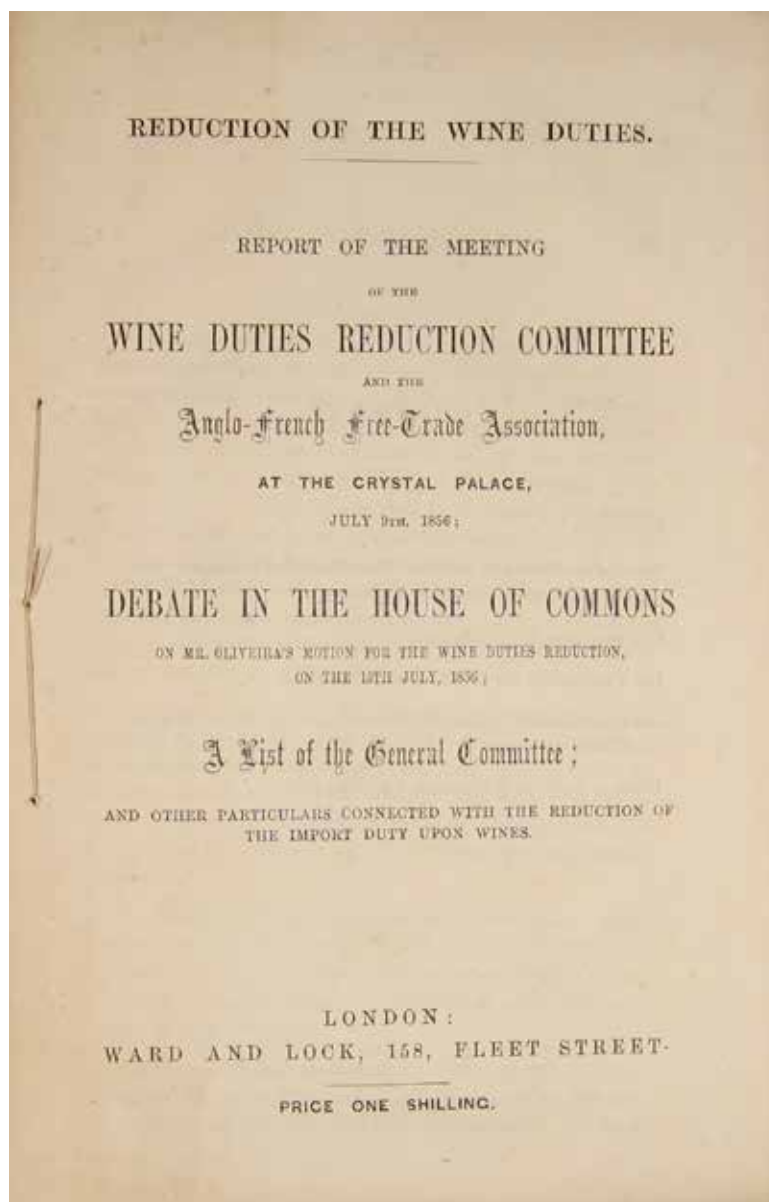 REDUCTION OF THE WINE DUTIES.
REPORT OF THE MEETING
OF THE
WINE DUTIES REDUCTION COMMITTEE
AND THE
Anglo-French Free-Trade Association,
AT THE CRYSTAL PALACE,
JULY 9TH, 1856;
DEBATE IN THE HOUSE OF COMMONS
ON MR. OLIVEIRA'S MOTION FOR THE WINE DUTIES REDUCTION,
ON THE 15TH JULY, 1856;
A List of the General Committee;
AND OTHER PARTICULARS CONNECTED WITH THE REDUCTION OF
THE IMPORT DUTY UPON WINES.
LONDON:
WARD AND LOCK, 158, FLEET STREET.
PRICE ONE SHILLING.